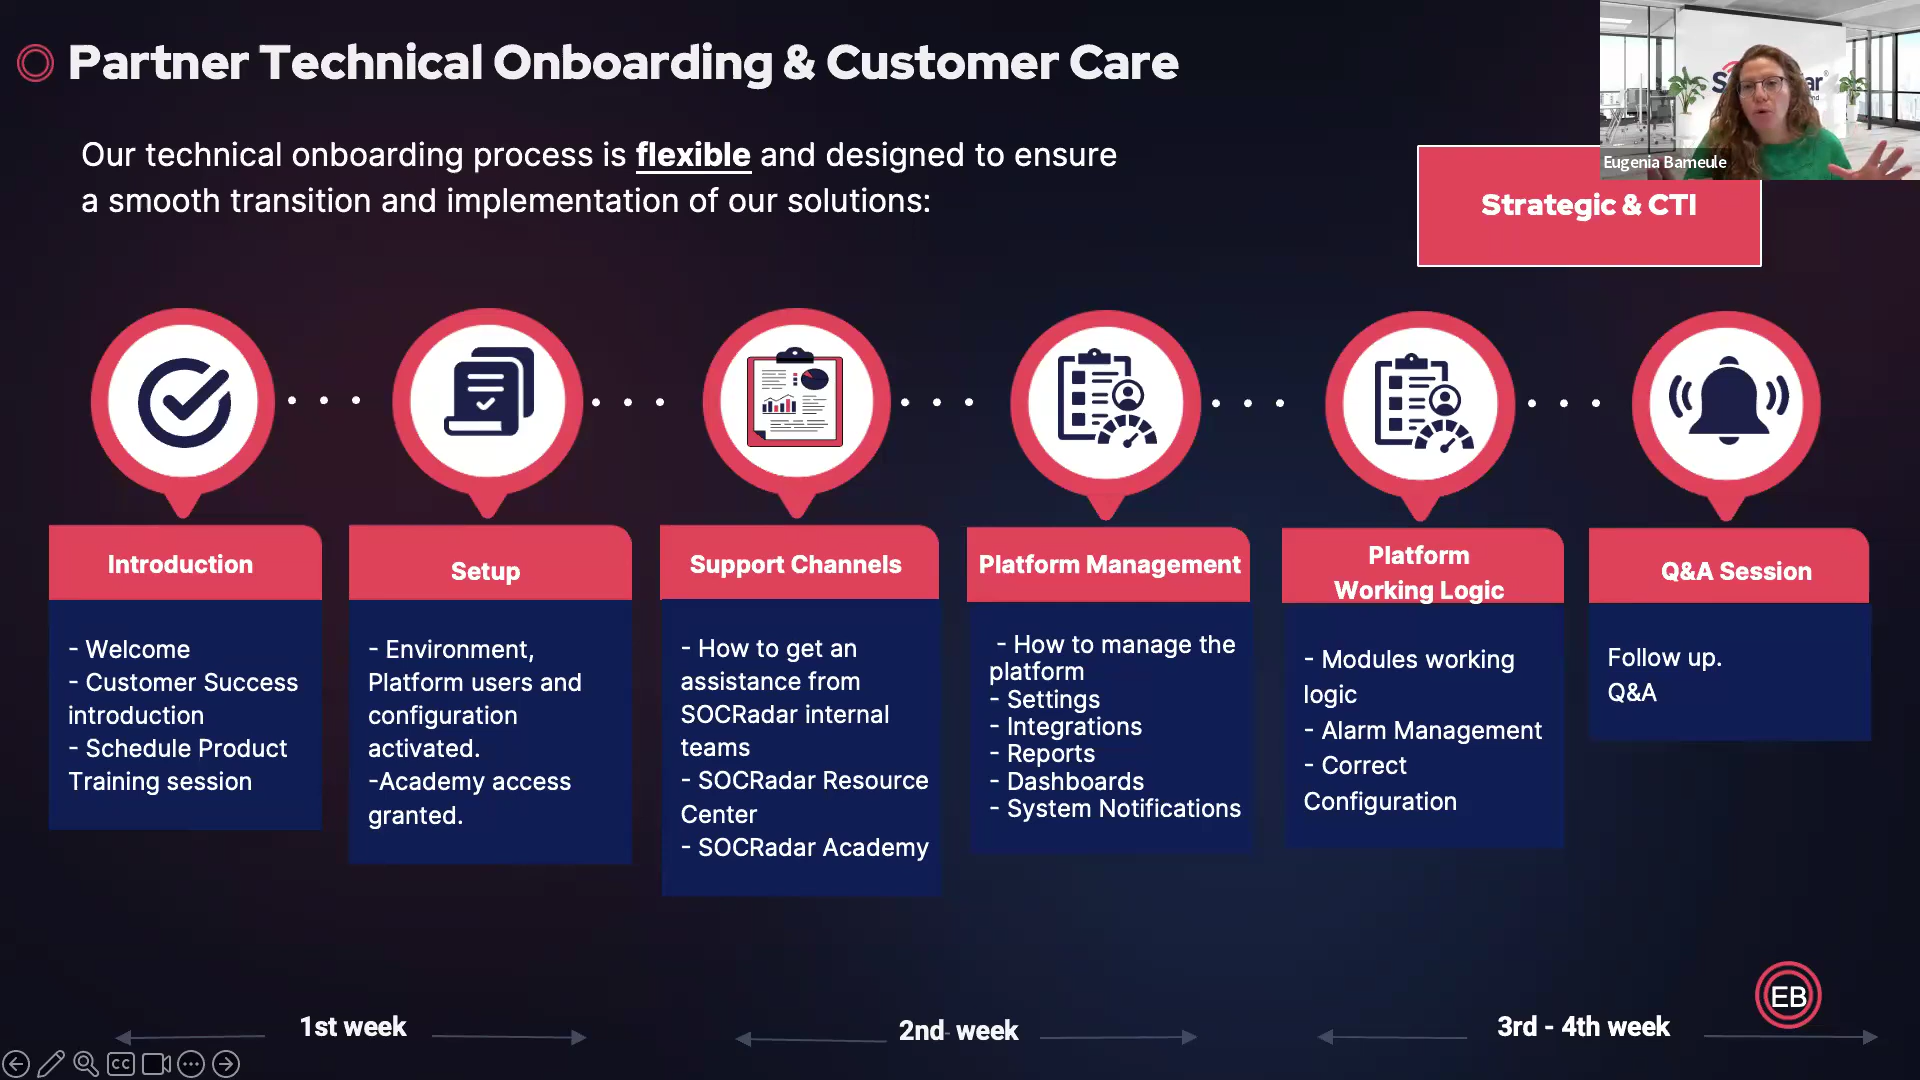 Partner Technical Onboarding & Customer Care
Our technical onboarding process is flexible and designed to ensure
a smooth transition and implementation of our solutions:
Eugenia Bameule
Strategic & CTI
Introduction
- Welcome
- Customer Success
introduction
- Schedule Product
Training session
Setup
- Environment,
Platform users and
configuration
activated.
-Academy access
granted.
Support Channels
- How to get an
assistance from
SOCRadar internal
teams
- SOCRadar Resource
Center
- SOCRadar Academy
Platform Management
- How to manage the
platform
- Settings
- Integrations
- Reports
- Dashboards
- System Notifications
Platform
Working Logic
- Modules working
logic
- Alarm Management
- Correct
Configuration
Q&A Session
Follow up.
Q&A
1st week
2nd week
3rd - 4th week
EB
CC